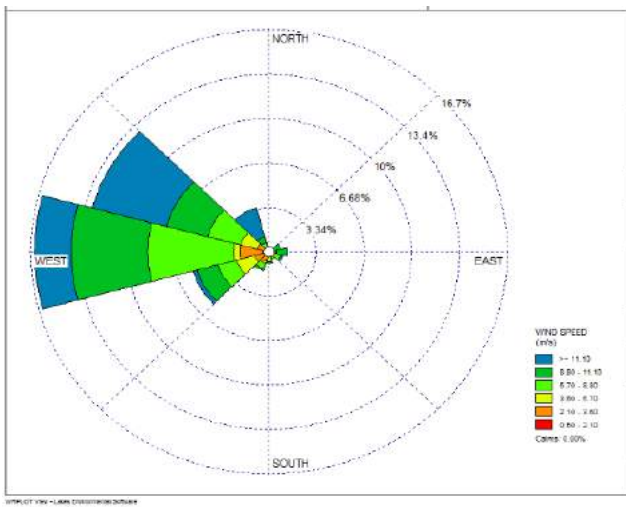 NORTH
16.7%
13.4%
10%
6.68%
3.34%
WEST
EAST
WIND SPEED
(m/s)
>= 11.10
8.80 - 11.10
5.70 - 8.80
3.60 - 5.70
2.10 - 3.60
0.50 - 2.10
Calms: 0.00%
SOUTH
WRPLOT View - Lakes Environmental Software